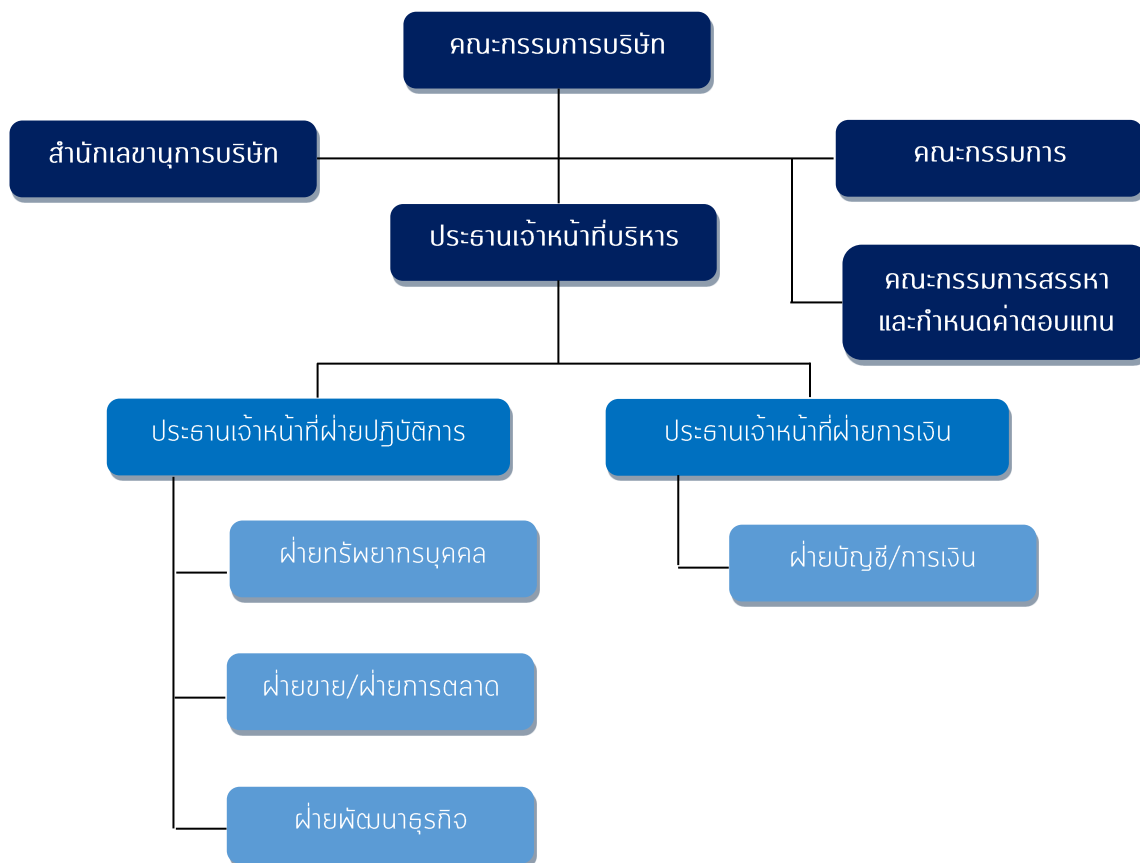 คณะกรรมการบริษัท
สำนักเลขานุการบริษัท
คณะกรรมการ
ประธานเจ้าหน้าที่บริหาร
คณะกรรมการสรรหา
และกำหนดค่าตอบแทน
ประธานเจ้าหน้าที่ฝ่ายปฏิบัติการ
ประธานเจ้าหน้าที่ฝ่ายการเงิน
ฝ่ายทรัพยากรบุคคล
ฝ่ายบัญชี/การเงิน
ฝ่ายขาย/ฝ่ายการตลาด
ฝ่ายพัฒนาธุรกิจ